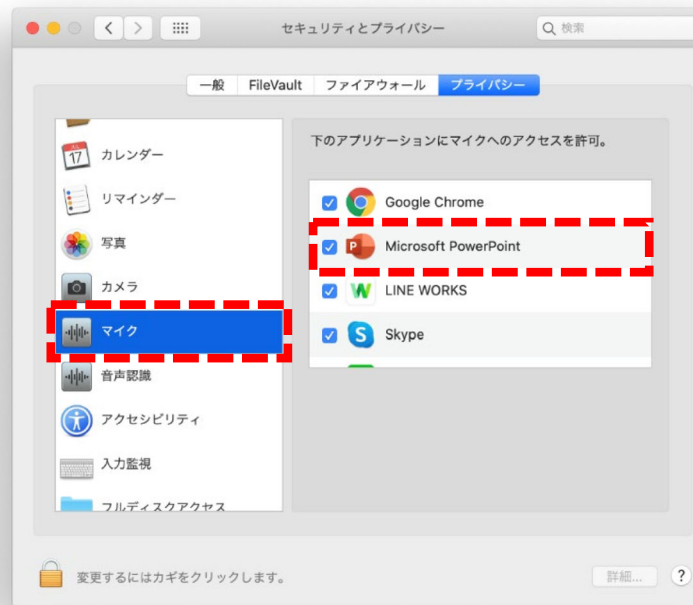 セキュリティとプライバシー
検索
一般 FileVault ファイアウォール プライバシー
JUL
17
カレンダー
リマインダー
写真
カメラ
マイク
音声認識
アクセシビリティ
入力監視
フルディスクアクセス
下のアプリケーションにマイクへのアクセスを許可。
Google Chrome
P
Microsoft PowerPoint
W
LINE WORKS
S
Skype
変更するにはカギをクリックします。
詳細...
?